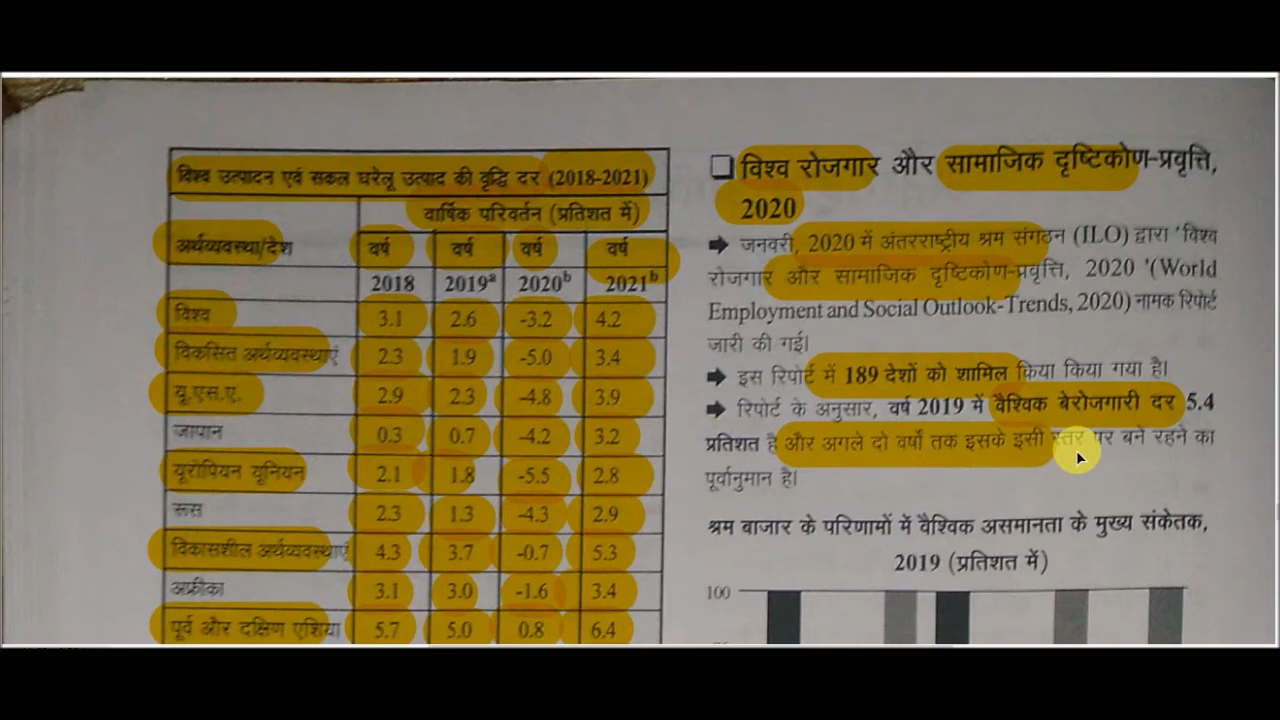 विश्व उत्पादन एवं सकल घरेलू उत्पाद की वृद्धि दर (2018-2021)
वार्षिक परिवर्तन (प्रतिशत में)
अर्थव्यवस्था/देश वर्ष वर्ष वर्ष वर्ष
2018 2019ᵃ 2020ᵇ 2021ᵇ
विश्व 3.1 2.6 -3.2 4.2
विकसित अर्थव्यवस्थाएं 2.3 1.9 -5.0 3.4
यू.एस.ए. 2.9 2.3 -4.8 3.9
जापान 0.3 0.7 -4.2 3.2
यूरोपियन यूनियन 2.1 1.8 -5.5 2.8
रूस 2.3 1.3 -4.3 2.9
विकासशील अर्थव्यवस्थाएं 4.3 3.7 -0.7 5.3
अफ्रीका 3.1 3.0 -1.6 3.4
पूर्व और दक्षिण एशिया 5.7 5.0 0.8 6.4
❑ विश्व रोजगार और सामाजिक दृष्टिकोण-प्रवृत्ति,
2020
➡ जनवरी, 2020 में अंतरराष्ट्रीय श्रम संगठन (ILO) द्वारा 'विश्व
रोजगार और सामाजिक दृष्टिकोण-प्रवृत्ति, 2020 '(World
Employment and Social Outlook-Trends, 2020) नामक रिपोर्ट
जारी की गई।
➡ इस रिपोर्ट में 189 देशों को शामिल किया किया गया है।
➡ रिपोर्ट के अनुसार, वर्ष 2019 में वैश्विक बेरोजगारी दर 5.4
प्रतिशत है और अगले दो वर्षों तक इसके इसी स्तर पर बने रहने का
पूर्वानुमान है।
श्रम बाजार के परिणामों में वैश्विक असमानता के मुख्य संकेतक,
2019 (प्रतिशत में)
100